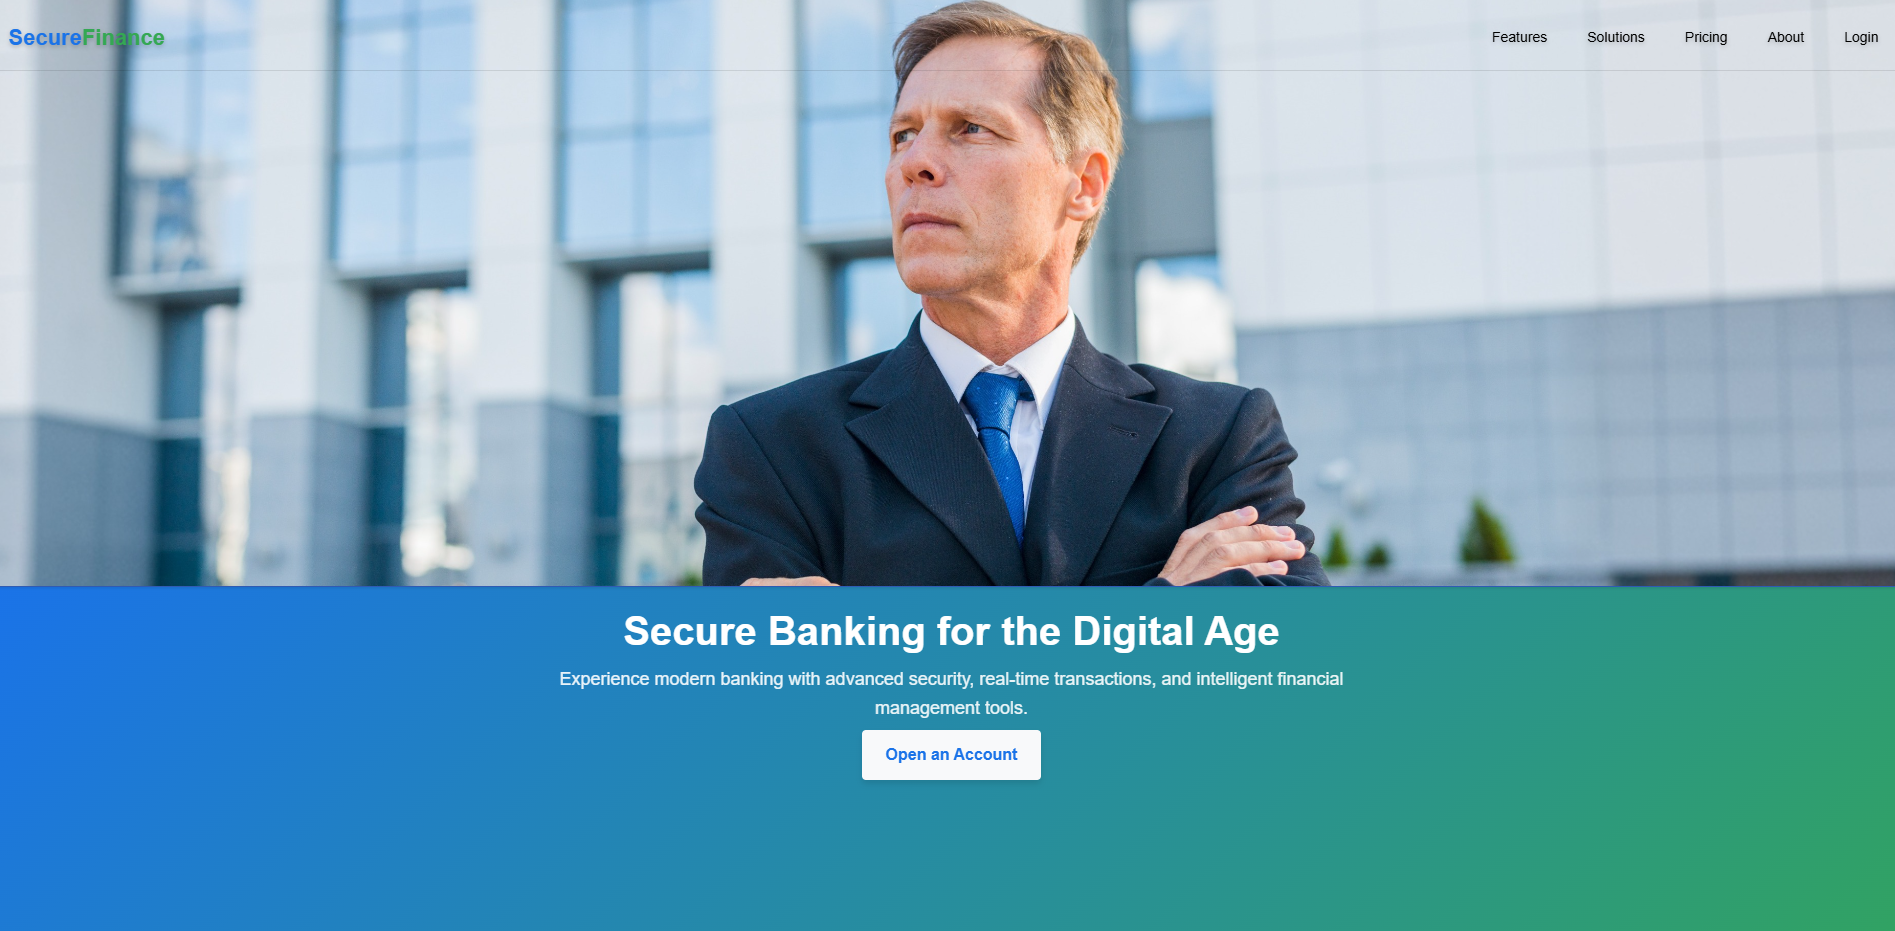 SecureFinance
Features
Solutions
Pricing
About
Login
Secure Banking for the Digital Age
Experience modern banking with advanced security, real-time transactions, and intelligent financial
management tools.
Open an Account